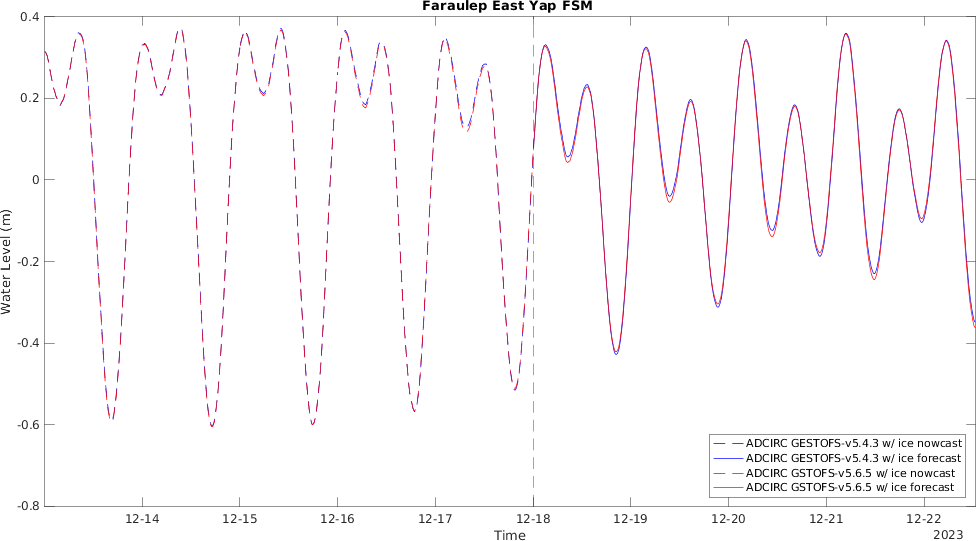 Faraulep East Yap FSM
0.4
0.2
0
-0.2
-0.4
-0.6
-0.8
Water Level (m)
ADCIRC GESTOFS-v5.4.3 w/ ice nowcast
ADCIRC GESTOFS-v5.4.3 w/ ice forecast
ADCIRC GSTOFS-v5.6.5 w/ ice nowcast
ADCIRC GSTOFS-v5.6.5 w/ ice forecast
12-14 12-15 12-16 12-17 12-18 12-19 12-20 12-21 12-22
Time
2023